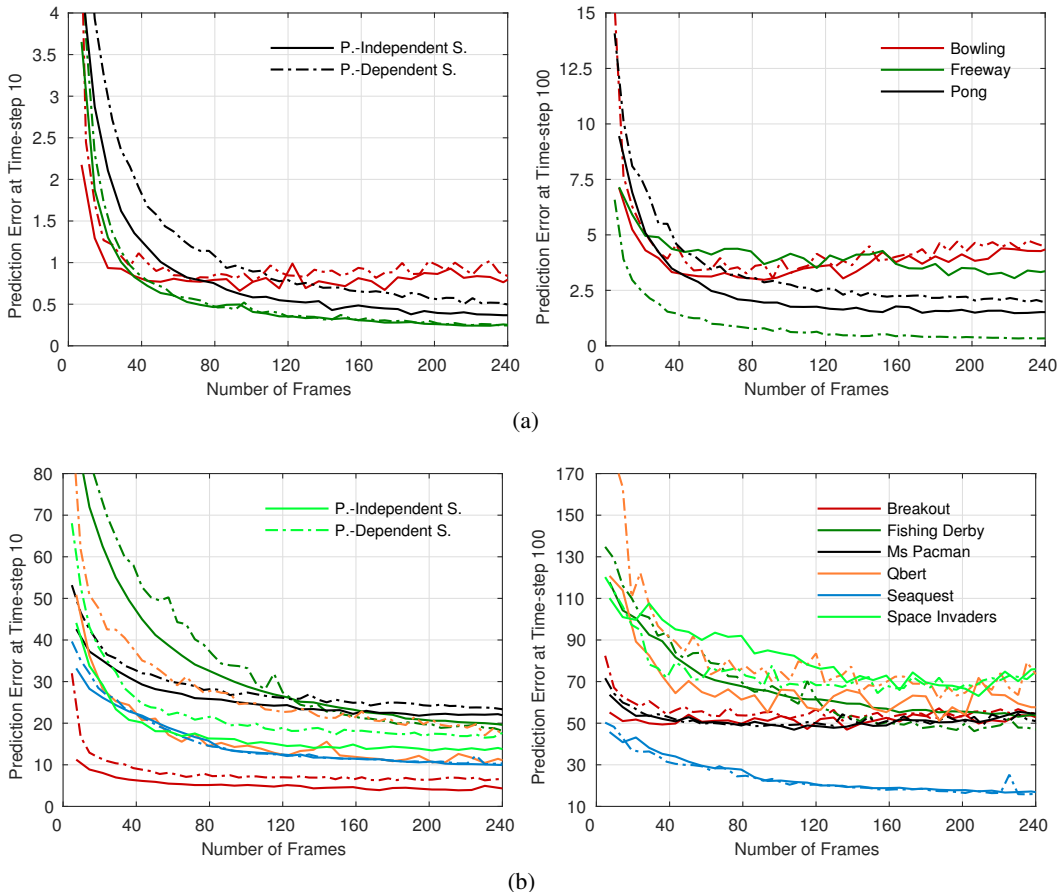 Prediction Error at Time-step 10
4
3.5
3
2.5
2
1.5
1
0.5
0
0 40 80 120 160 200 240
Number of Frames
P.-Independent S.
P.-Dependent S.
Prediction Error at Time-step 100
15
12.5
10
7.5
5
2.5
0
0 40 80 120 160 200 240
Number of Frames
Bowling
Freeway
Pong
(a)
Prediction Error at Time-step 10
80
70
60
50
40
30
20
10
0
0 40 80 120 160 200 240
Number of Frames
P.-Independent S.
P.-Dependent S.
Prediction Error at Time-step 100
170
150
130
110
90
70
50
30
10
0 40 80 120 160 200 240
Number of Frames
Breakout
Fishing Derby
Ms Pacman
Qbert
Seaquest
Space Invaders
(b)